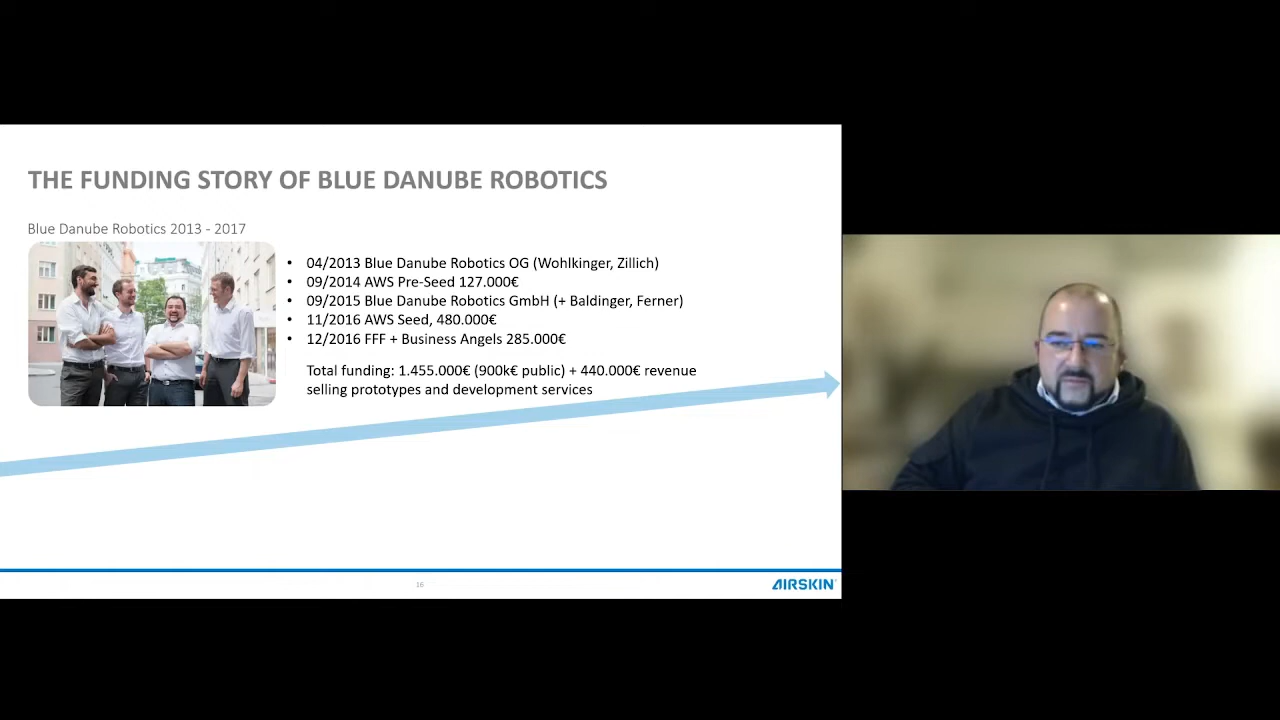 THE FUNDING STORY OF BLUE DANUBE ROBOTICS
Blue Danube Robotics 2013 - 2017
• 04/2013 Blue Danube Robotics OG (Wohlkinger, Zillich)
• 09/2014 AWS Pre-Seed 127.000€
• 09/2015 Blue Danube Robotics GmbH (+ Baldinger, Ferner)
• 11/2016 AWS Seed, 480.000€
• 12/2016 FFF + Business Angels 285.000€
Total funding: 1.455.000€ (900k€ public) + 440.000€ revenue
selling prototypes and development services
16
AIRSKIN